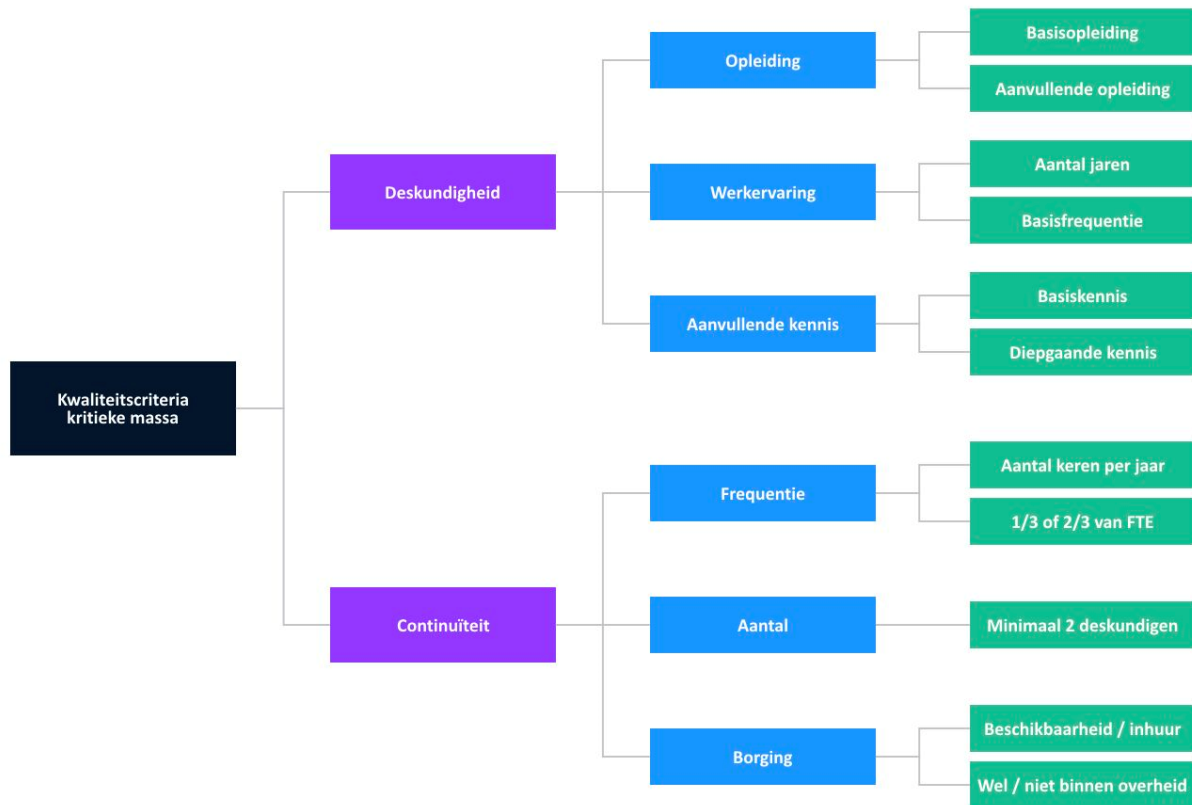 Kwaliteitscriteria
kritieke massa
Deskundigheid
Opleiding
Basisopleiding
Aanvullende opleiding
Werkervaring
Aantal jaren
Basisfrequentie
Aanvullende kennis
Basiskennis
Diepgaande kennis
Continuïteit
Frequentie
Aantal keren per jaar
1/3 of 2/3 van FTE
Aantal
Minimaal 2 deskundigen
Borging
Beschikbaarheid / inhuur
Wel / niet binnen overheid